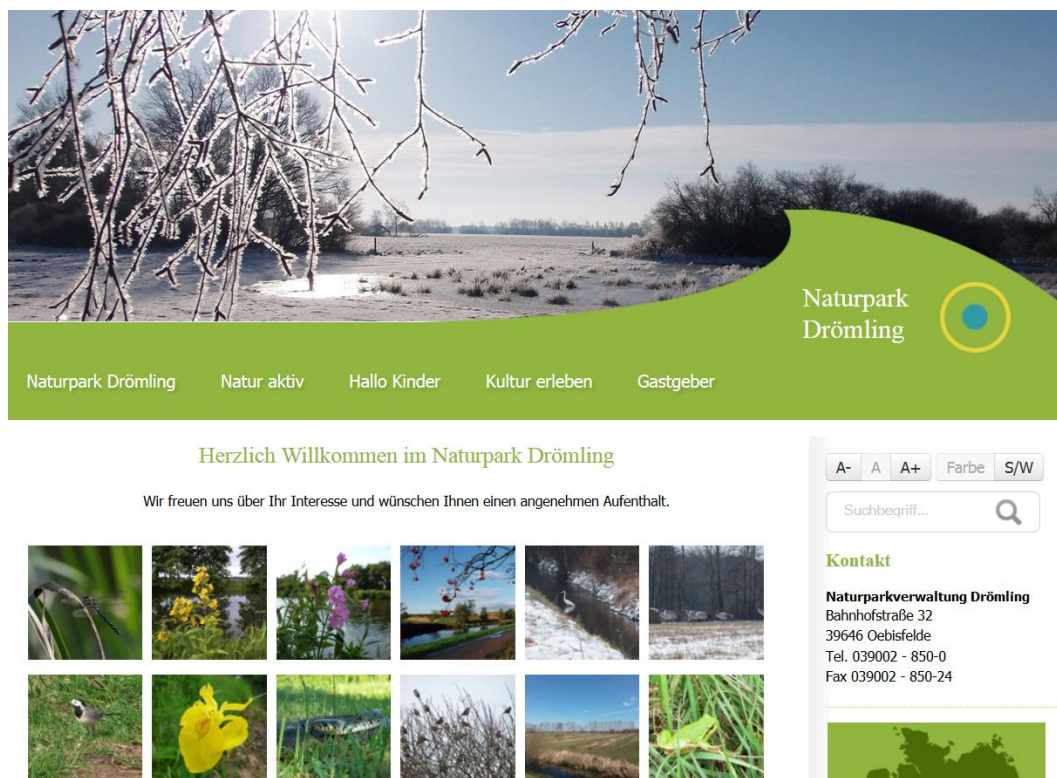 Naturpark
Drömling
Naturpark Drömling Natur aktiv Hallo Kinder Kultur erleben Gastgeber
Herzlich Willkommen im Naturpark Drömling
Wir freuen uns über Ihr Interesse und wünschen Ihnen einen angenehmen Aufenthalt.
A- A A+ Farbe S/W
Suchbegriff...
Kontakt
Naturparkverwaltung Drömling
Bahnhofstraße 32
39646 Oebisfelde
Tel. 039002 - 850-0
Fax 039002 - 850-24